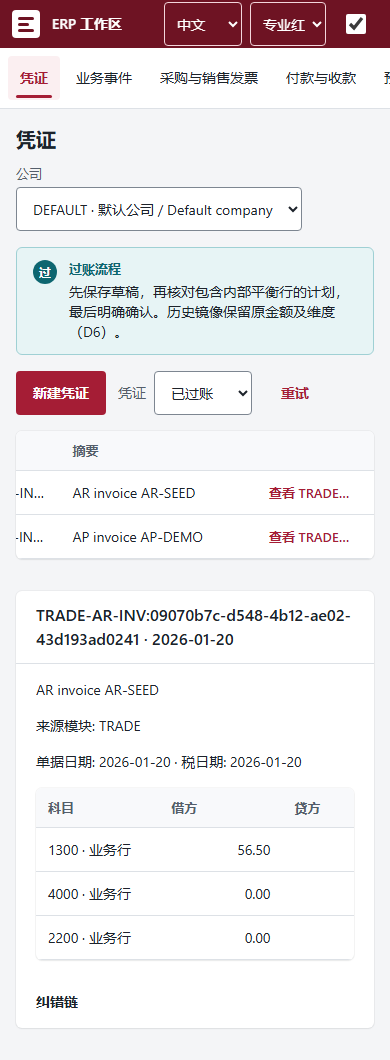 ERP 工作区 中文 专业红
凭证 业务事件 采购与销售发票 付款与收款
凭证
公司
DEFAULT · 默认公司 / Default company
过 过账流程
先保存草稿，再核对包含内部平衡行的计划，
最后明确确认。历史镜像保留原金额及维度
（D6）。
新建凭证 凭证 已过账 重试
摘要
-IN... AR invoice AR-SEED 查看 TRADE...
-IN... AP invoice AP-DEMO 查看 TRADE...
TRADE-AR-INV:09070b7c-d548-4b12-ae02-
43d193ad0241 · 2026-01-20
AR invoice AR-SEED
来源模块: TRADE
单据日期: 2026-01-20 · 税日期: 2026-01-20
科目 借方 贷方
1300 · 业务行 56.50
4000 · 业务行 0.00
2200 · 业务行 0.00
纠错链